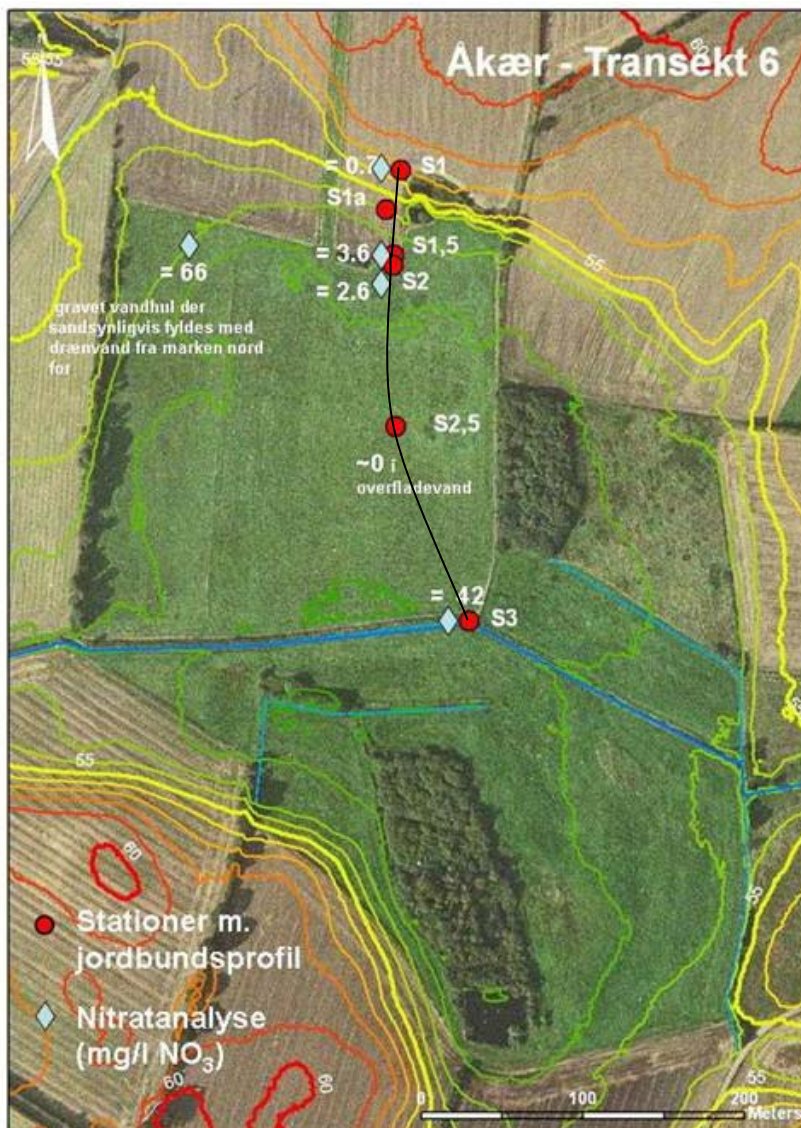 Åkær - Transekt 6
60
= 0.7
S1
S1a
= 3.6
S1,5
S2
= 2.6
= 66
gravet vandhul der
sandsynligvis fyldes med
drænvand fra marken nord
for
55
S2,5
~0 i
overfladevand
= 42
S3
55
60
Stationer m.
jordbundsprofil
Nitratanalyse
(mg/l NO₃)
60
60
55
0
100
200
Meters